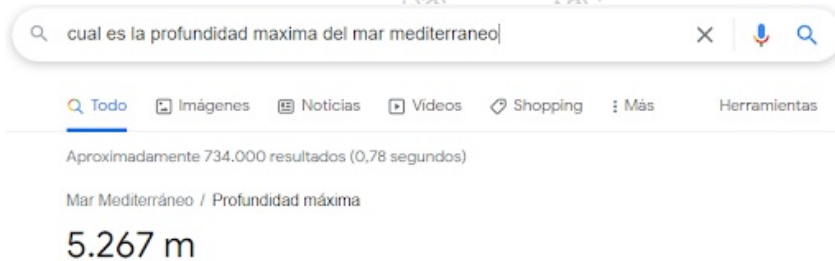 cual es la profundidad maxima del mar mediterraneo
Todo Imágenes Noticias Vídeos Shopping Más Herramientas
Aproximadamente 734.000 resultados (0,78 segundos)
Mar Mediterráneo / Profundidad máxima
5.267 m